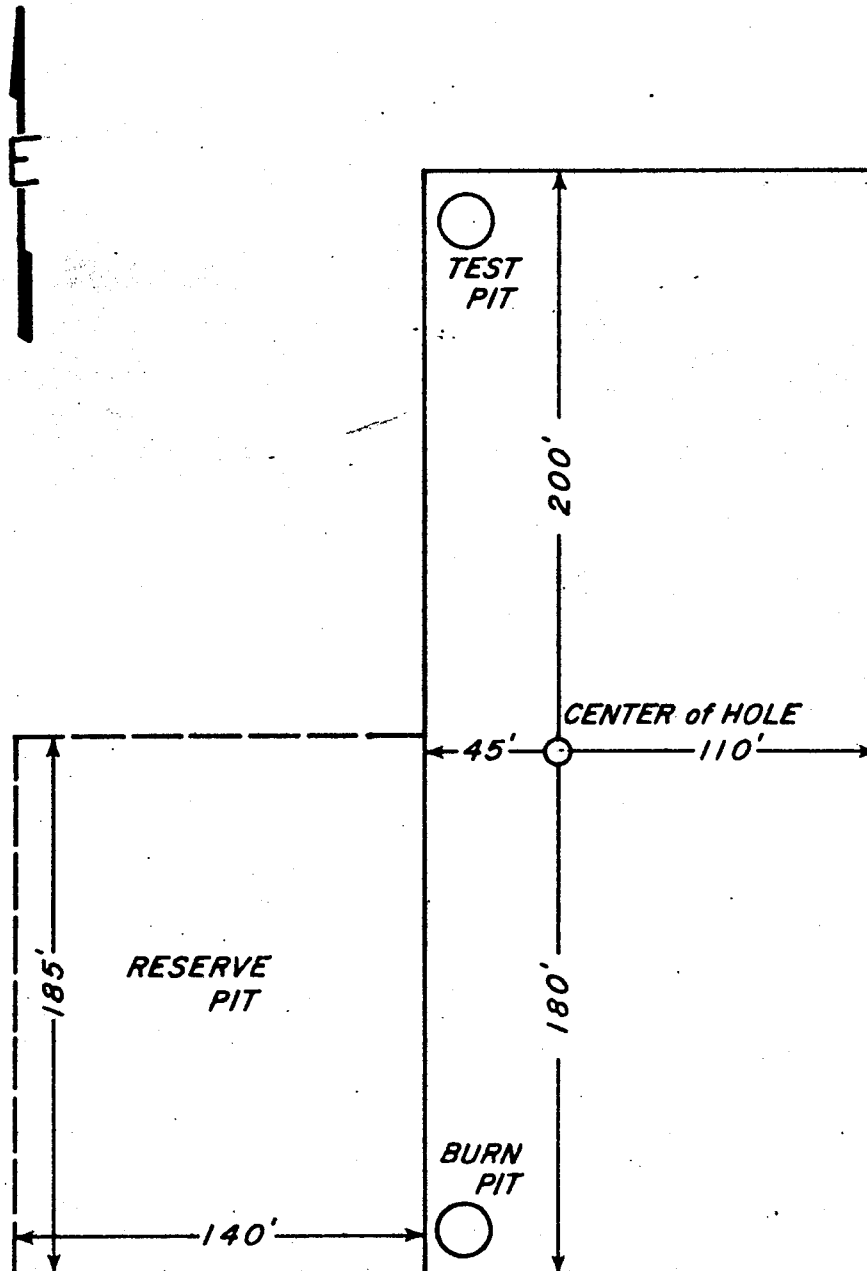 E
TEST
PIT
200'
CENTER of HOLE
45'
110'
185'
RESERVE
PIT
180'
BURN
PIT
140'